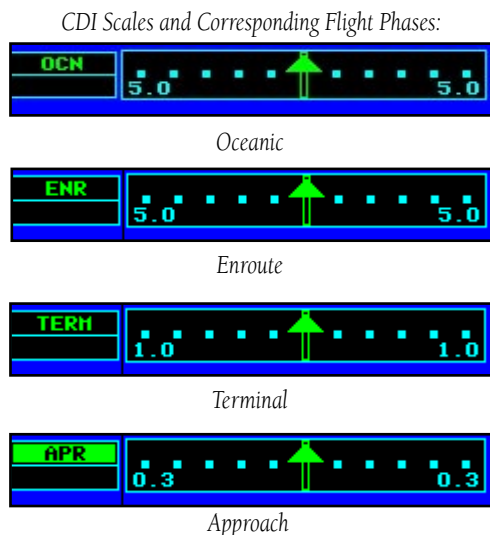 CDI Scales and Corresponding Flight Phases:
OCN
5.0 5.0
Oceanic
ENR
5.0 5.0
Enroute
TERM
1.0 1.0
Terminal
APR
0.3 0.3
Approach